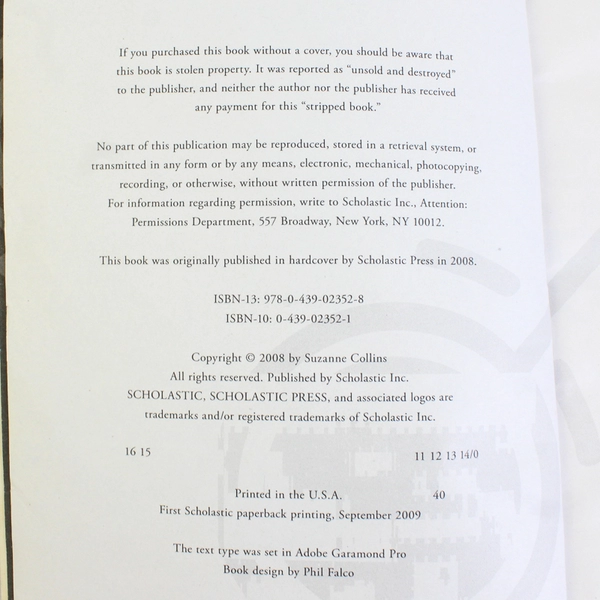 If you purchased this book without a cover, you should be aware that
this book is stolen property. It was reported as “unsold and destroyed”
to the publisher, and neither the author nor the publisher has received
any payment for this “stripped book.”
No part of this publication may be reproduced, stored in a retrieval system, or
transmitted in any form or by any means, electronic, mechanical, photocopying,
recording, or otherwise, without written permission of the publisher.
For information regarding permission, write to Scholastic Inc., Attention:
Permissions Department, 557 Broadway, New York, NY 10012.
This book was originally published in hardcover by Scholastic Press in 2008.
ISBN-13: 978-0-439-02352-8
ISBN-10: 0-439-02352-1
Copyright © 2008 by Suzanne Collins
All rights reserved. Published by Scholastic Inc.
SCHOLASTIC, SCHOLASTIC PRESS, and associated logos are
trademarks and/or registered trademarks of Scholastic Inc.
16 15 11 12 13 14/0
Printed in the U.S.A. 40
First Scholastic paperback printing, September 2009
The text type was set in Adobe Garamond Pro
Book design by Phil Falco